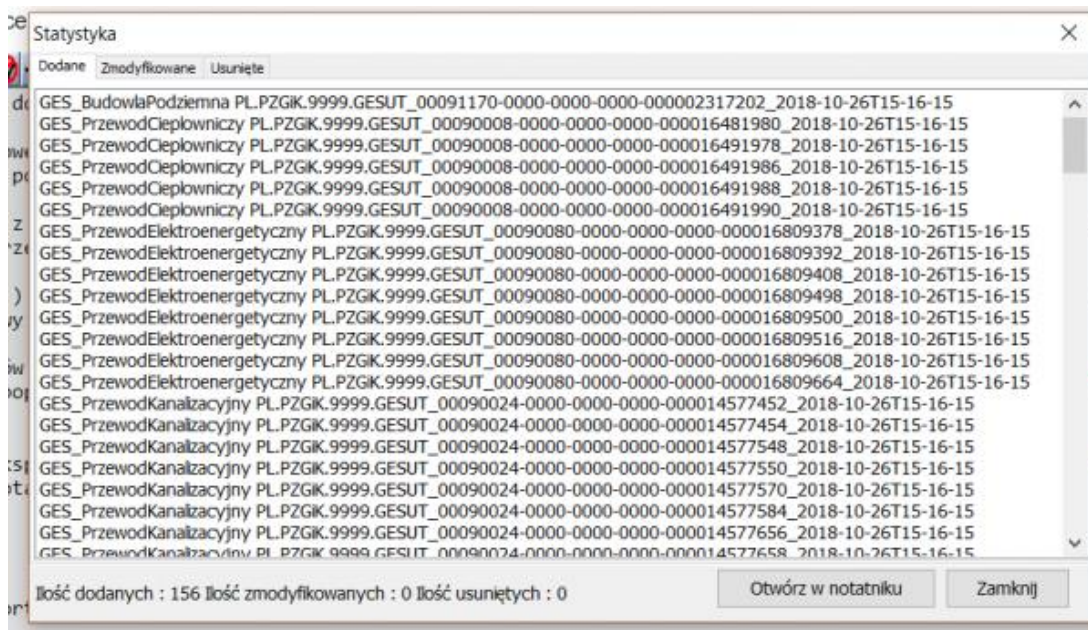 Statystyka
Dodane Zmodyfikowane Usunięte
GES_BudowlaPodziemna PL.PZGiK.9999.GESUT_00091170-0000-0000-0000-000002317202_2018-10-26T15-16-15
GES_PrzewodCieplowniczy PL.PZGiK.9999.GESUT_00090008-0000-0000-0000-000016481980_2018-10-26T15-16-15
GES_PrzewodCieplowniczy PL.PZGiK.9999.GESUT_00090008-0000-0000-0000-000016491978_2018-10-26T15-16-15
GES_PrzewodCieplowniczy PL.PZGiK.9999.GESUT_00090008-0000-0000-0000-000016491986_2018-10-26T15-16-15
GES_PrzewodCieplowniczy PL.PZGiK.9999.GESUT_00090008-0000-0000-0000-000016491988_2018-10-26T15-16-15
GES_PrzewodCieplowniczy PL.PZGiK.9999.GESUT_00090008-0000-0000-0000-000016491990_2018-10-26T15-16-15
GES_PrzewodElektroenergetyczny PL.PZGiK.9999.GESUT_00090080-0000-0000-0000-000016809378_2018-10-26T15-16-15
GES_PrzewodElektroenergetyczny PL.PZGiK.9999.GESUT_00090080-0000-0000-0000-000016809392_2018-10-26T15-16-15
GES_PrzewodElektroenergetyczny PL.PZGiK.9999.GESUT_00090080-0000-0000-0000-000016809408_2018-10-26T15-16-15
GES_PrzewodElektroenergetyczny PL.PZGiK.9999.GESUT_00090080-0000-0000-0000-000016809498_2018-10-26T15-16-15
GES_PrzewodElektroenergetyczny PL.PZGiK.9999.GESUT_00090080-0000-0000-0000-000016809500_2018-10-26T15-16-15
GES_PrzewodElektroenergetyczny PL.PZGiK.9999.GESUT_00090080-0000-0000-0000-000016809516_2018-10-26T15-16-15
GES_PrzewodElektroenergetyczny PL.PZGiK.9999.GESUT_00090080-0000-0000-0000-000016809608_2018-10-26T15-16-15
GES_PrzewodElektroenergetyczny PL.PZGiK.9999.GESUT_00090080-0000-0000-0000-000016809664_2018-10-26T15-16-15
GES_PrzewodKanalizacyjny PL.PZGiK.9999.GESUT_00090024-0000-0000-0000-000014577452_2018-10-26T15-16-15
GES_PrzewodKanalizacyjny PL.PZGiK.9999.GESUT_00090024-0000-0000-0000-000014577454_2018-10-26T15-16-15
GES_PrzewodKanalizacyjny PL.PZGiK.9999.GESUT_00090024-0000-0000-0000-000014577548_2018-10-26T15-16-15
GES_PrzewodKanalizacyjny PL.PZGiK.9999.GESUT_00090024-0000-0000-0000-000014577550_2018-10-26T15-16-15
GES_PrzewodKanalizacyjny PL.PZGiK.9999.GESUT_00090024-0000-0000-0000-000014577570_2018-10-26T15-16-15
GES_PrzewodKanalizacyjny PL.PZGiK.9999.GESUT_00090024-0000-0000-0000-000014577584_2018-10-26T15-16-15
GES_PrzewodKanalizacyjny PL.PZGiK.9999.GESUT_00090024-0000-0000-0000-000014577656_2018-10-26T15-16-15
GES_PrzewodKanalizacyjny PL.PZGiK.9999.GESUT_00090024-0000-0000-0000-000014577658_2018-10-26T15-16-15
Ilość dodanych : 156 Ilość zmodyfikowanych : 0 Ilość usuniętych : 0
Otwórz w notatniku
Zamknij